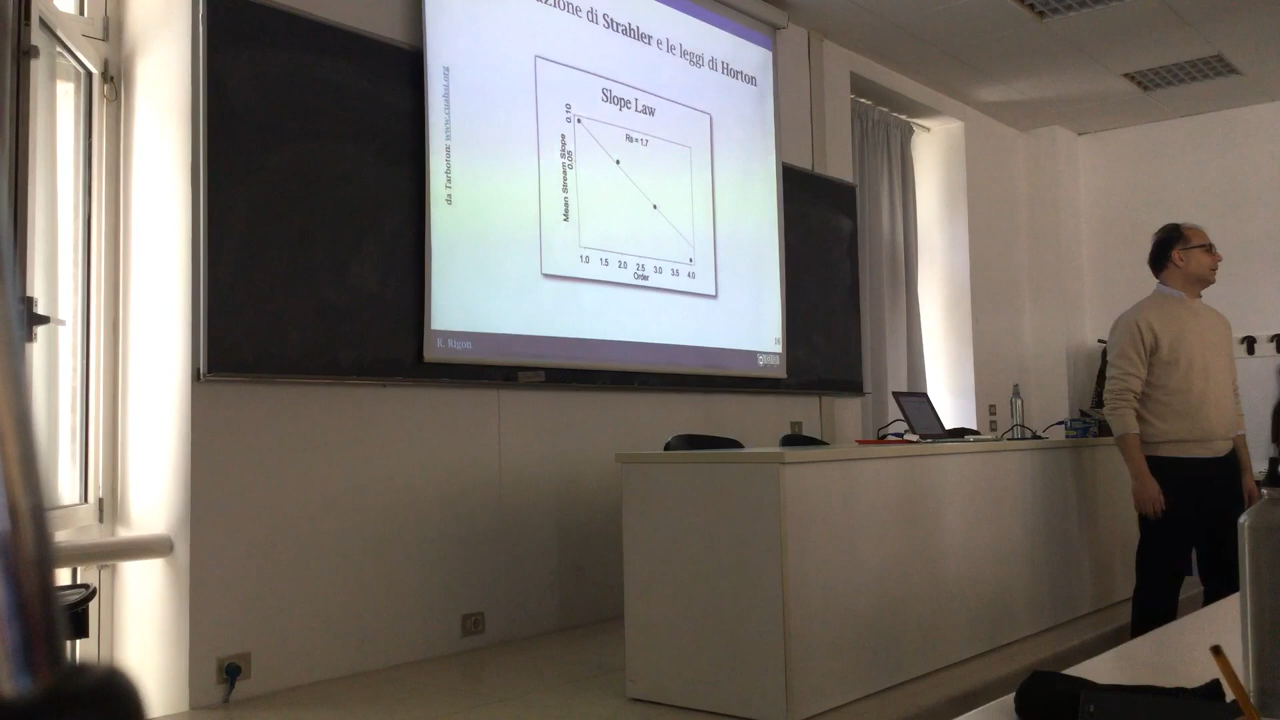 azione di Strahler e le leggi di Horton
da Tarboton: www.cuahsi.org
Slope Law
Rs = 1.7
Mean Stream Slope
0.05 0.10
1.0 1.5 2.0 2.5 3.0 3.5 4.0
Order
R. Rigon